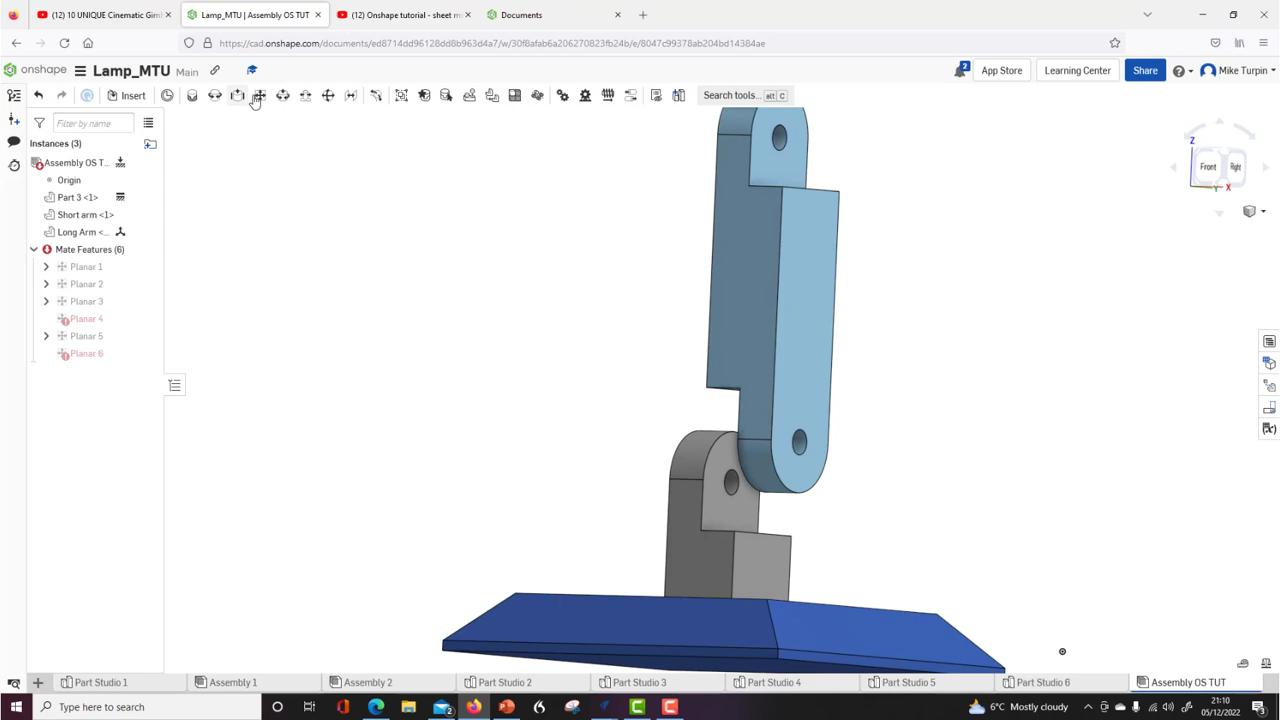 (12) 10 UNIQUE Cinematic Giml
Lamp_MTU | Assembly OS TUT
(12) Onshape tutorial - sheet m
Documents
https://cad.onshape.com/documents/ed8714dd96128dd8b963d4a7/w/30f8afab6a206270823fb24b/e/8047c99378ab204bd14384ae
onshape
Lamp_MTU
Main
2
App Store
Learning Center
Share
Mike Turpin
Insert
Search tools...
alt C
Filter by name
Instances (3)
Assembly OS T...
Origin
Part 3 <1>
Short arm <1>
Long Arm <...
Mate Features (6)
Planar 1
Planar 2
Planar 3
Planar 4
Planar 5
Planar 6
Z
Front
Right
Y
X
(x)
Part Studio 1
Assembly 1
Assembly 2
Part Studio 2
Part Studio 3
Part Studio 4
Part Studio 5
Part Studio 6
Assembly OS TUT
Type here to search
2
6°C Mostly cloudy
21:10
05/12/2022
3